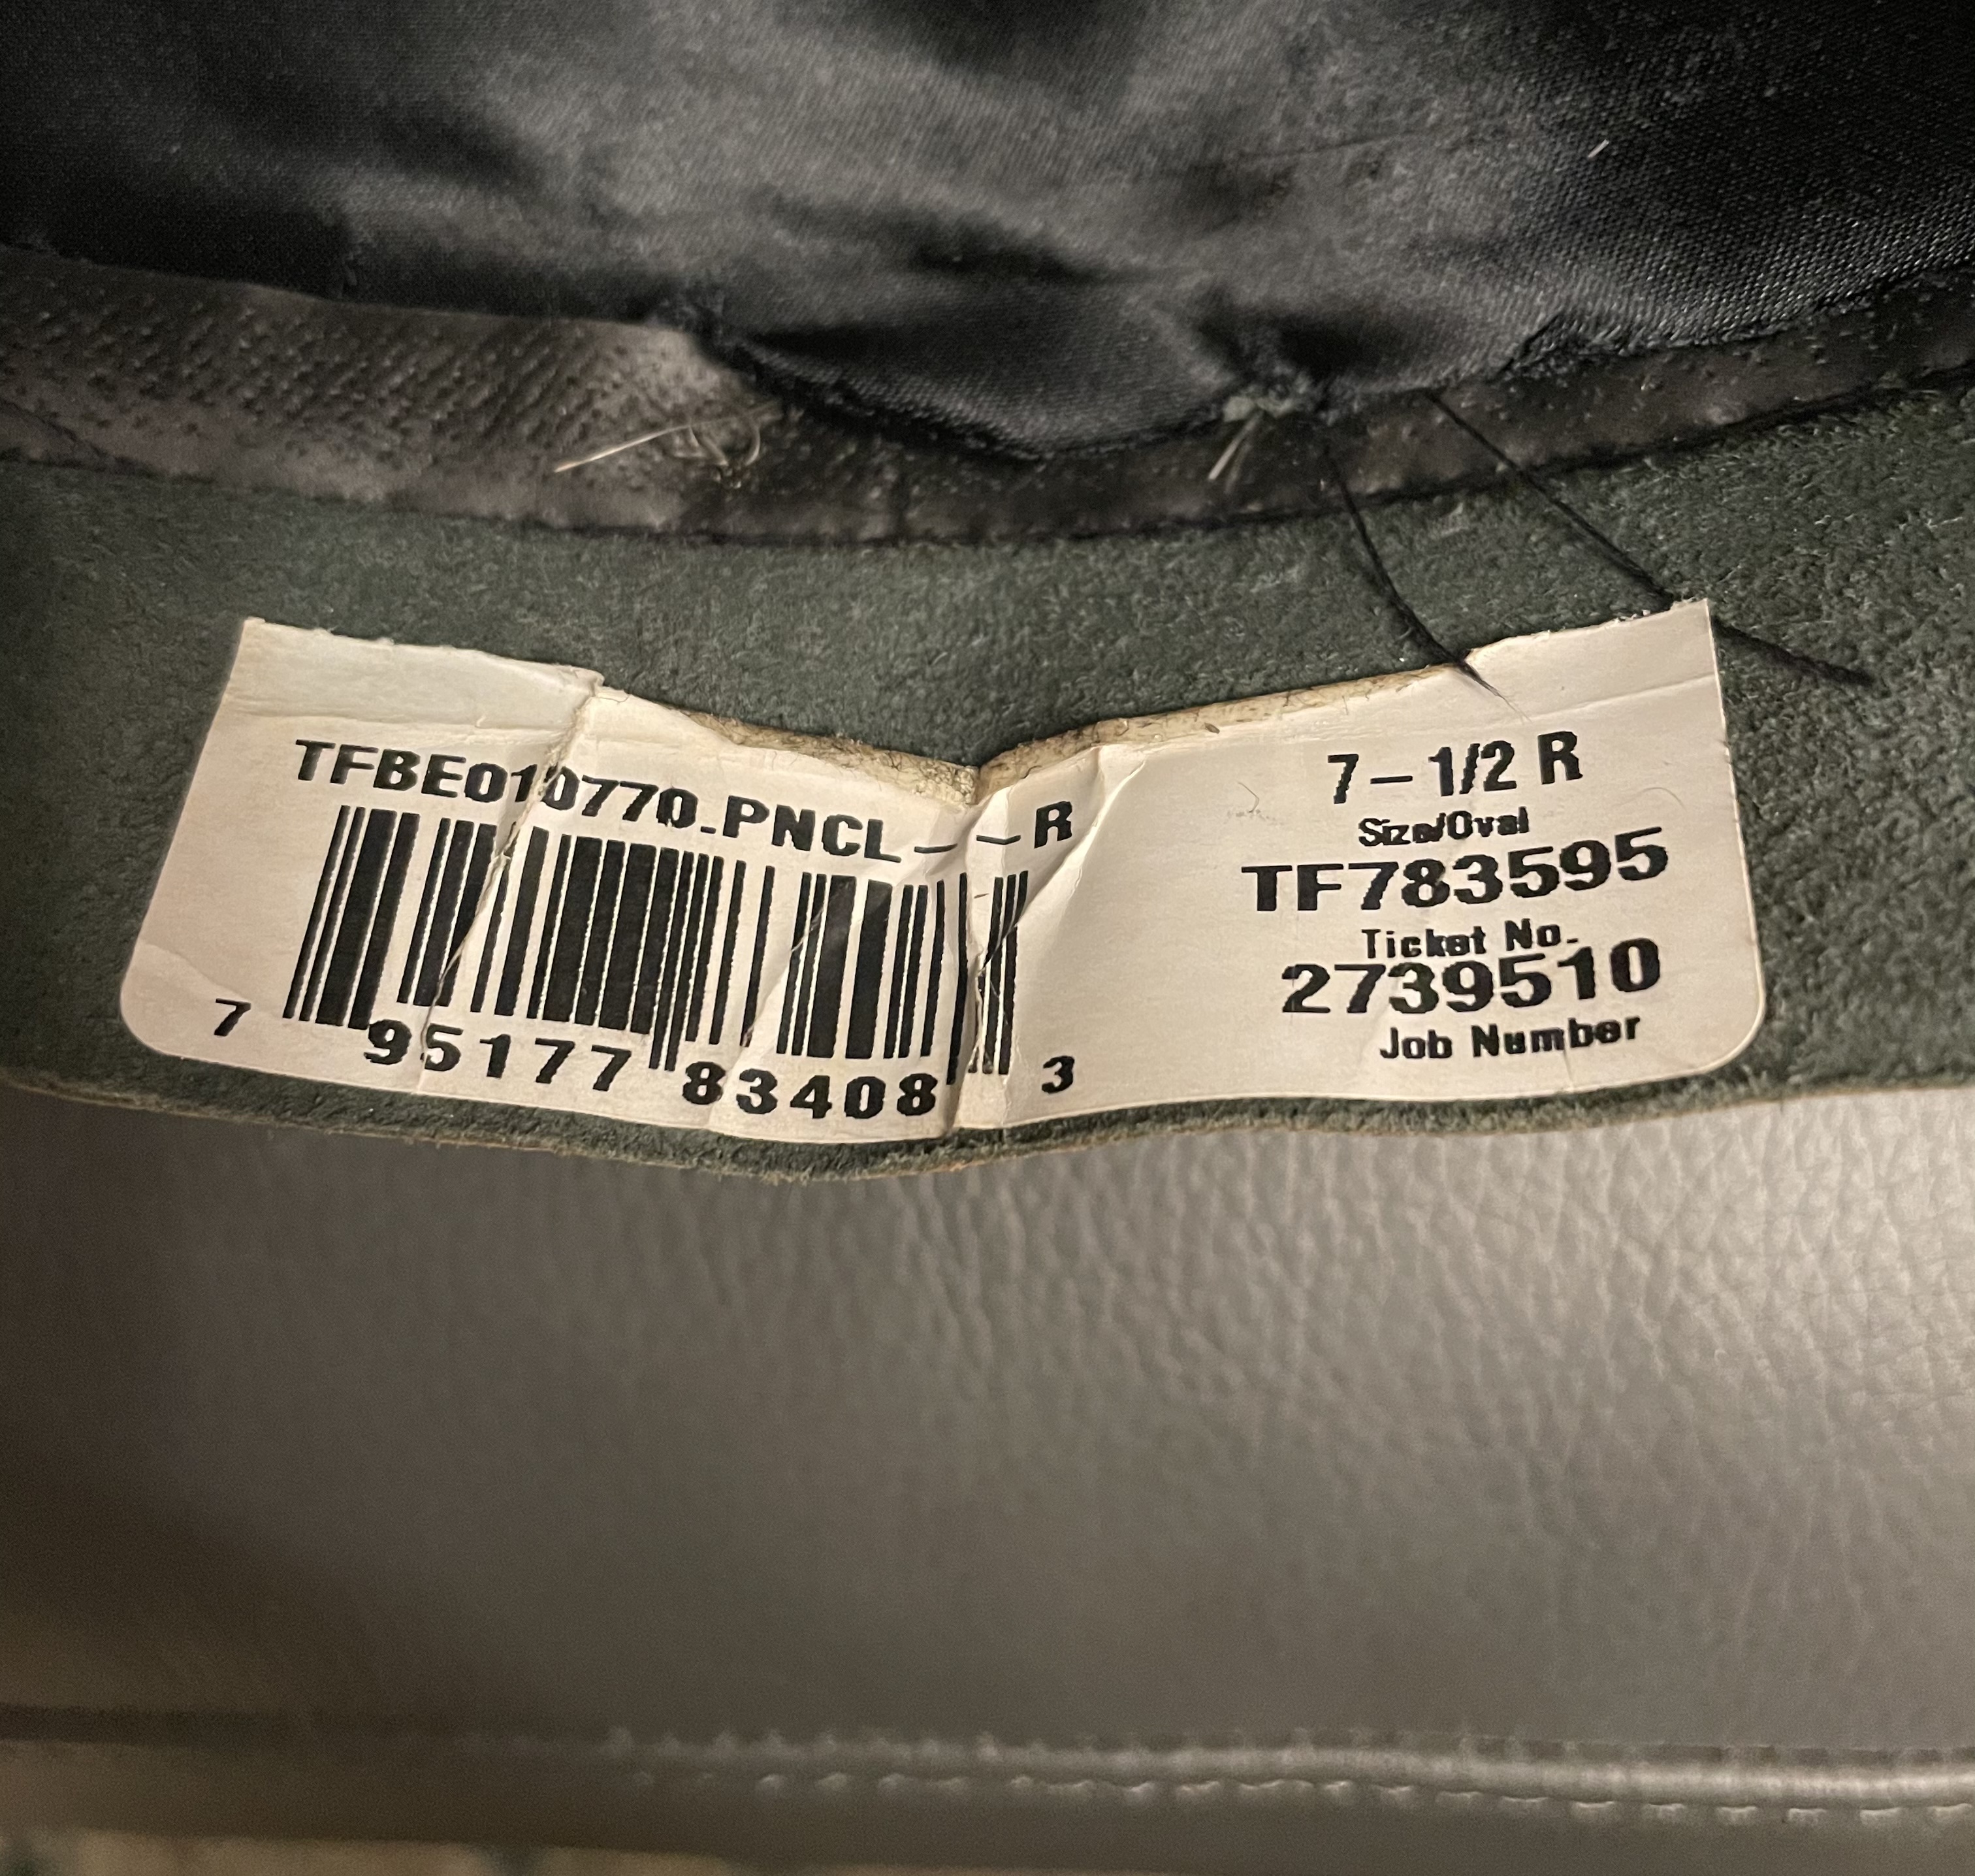 TFBE010770.PNCL--R
7 95177 83408 3
7-1/2 R
Size/Oval
TF783595
Ticket No.
2739510
Job Number